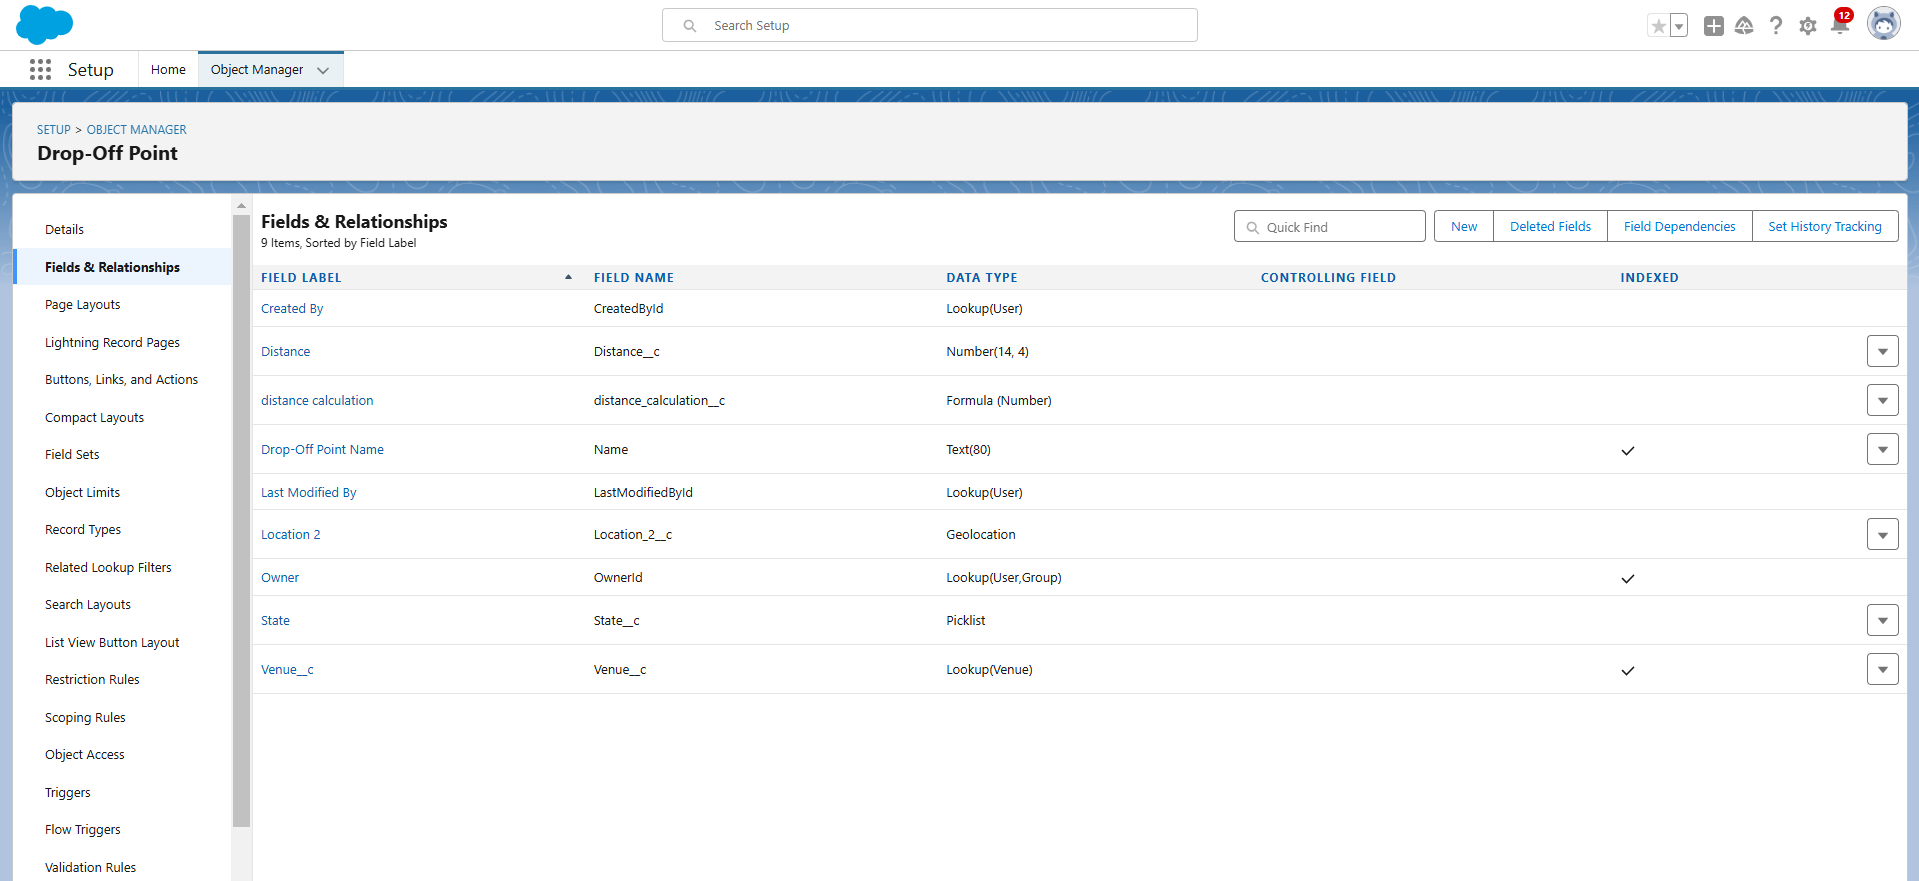 Search Setup
12
Setup
Home
Object Manager
SETUP > OBJECT MANAGER
Drop-Off Point
Details
Fields & Relationships
Page Layouts
Lightning Record Pages
Buttons, Links, and Actions
Compact Layouts
Field Sets
Object Limits
Record Types
Related Lookup Filters
Search Layouts
List View Button Layout
Restriction Rules
Scoping Rules
Object Access
Triggers
Flow Triggers
Validation Rules
Fields & Relationships
9 Items, Sorted by Field Label
Quick Find
New
Deleted Fields
Field Dependencies
Set History Tracking
FIELD LABEL FIELD NAME DATA TYPE CONTROLLING FIELD INDEXED
Created By CreatedById Lookup(User)
Distance Distance__c Number(14, 4)
distance calculation distance_calculation__c Formula (Number)
Drop-Off Point Name Name Text(80)
Last Modified By LastModifiedById Lookup(User)
Location 2 Location_2__c Geolocation
Owner OwnerId Lookup(User,Group)
State State__c Picklist
Venue__c Venue__c Lookup(Venue)